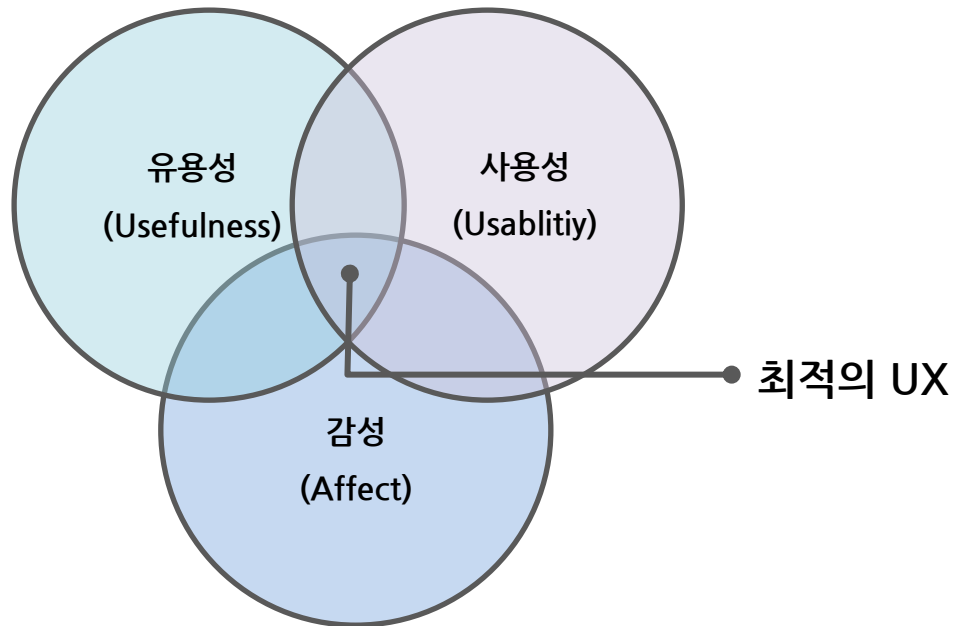 유용성
(Usefulness)
사용성
(Usablitiy)
감성
(Affect)
최적의 UX